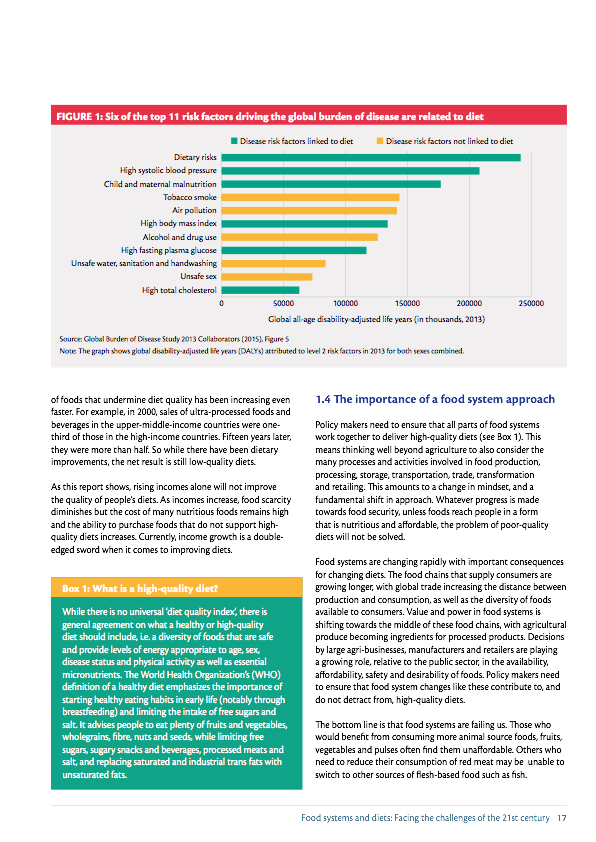 FIGURE 1: Six of the top 11 risk factors driving the global burden of disease are related to diet
Disease risk factors linked to diet
Disease risk factors not linked to diet
Dietary risks
High systolic blood pressure
Child and maternal malnutrition
Tobacco smoke
Air pollution
High body mass index
Alcohol and drug use
High fasting plasma glucose
Unsafe water, sanitation and handwashing
Unsafe sex
High total cholesterol
0 50000 100000 150000 200000 250000
Global all-age disability-adjusted life years (in thousands, 2013)
Source: Global Burden of Disease Study 2013 Collaborators (2015), Figure 5
Note: The graph shows global disability-adjusted life years (DALYs) attributed to level 2 risk factors in 2013 for both sexes combined.
of foods that undermine diet quality has been increasing even
faster. For example, in 2000, sales of ultra-processed foods and
beverages in the upper-middle-income countries were one-
third of those in the high-income countries. Fifteen years later,
they were more than half. So while there have been dietary
improvements, the net result is still low-quality diets.
As this report shows, rising incomes alone will not improve
the quality of people's diets. As incomes increase, food scarcity
diminishes but the cost of many nutritious foods remains high
and the ability to purchase foods that do not support high-
quality diets increases. Currently, income growth is a double-
edged sword when it comes to improving diets.
Box 1: What is a high-quality diet?
While there is no universal 'diet quality index', there is
general agreement on what a healthy or high-quality
diet should include, i.e. a diversity of foods that are safe
and provide levels of energy appropriate to age, sex,
disease status and physical activity as well as essential
micronutrients. The World Health Organization's (WHO)
definition of a healthy diet emphasizes the importance of
starting healthy eating habits in early life (notably through
breastfeeding) and limiting the intake of free sugars and
salt. It advises people to eat plenty of fruits and vegetables,
wholegrains, fibre, nuts and seeds, while limiting free
sugars, sugary snacks and beverages, processed meats and
salt, and replacing saturated and industrial trans fats with
unsaturated fats.
1.4 The importance of a food system approach
Policy makers need to ensure that all parts of food systems
work together to deliver high-quality diets (see Box 1). This
means thinking well beyond agriculture to also consider the
many processes and activities involved in food production,
processing, storage, transportation, trade, transformation
and retailing. This amounts to a change in mindset, and a
fundamental shift in approach. Whatever progress is made
towards food security, unless foods reach people in a form
that is nutritious and affordable, the problem of poor-quality
diets will not be solved.
Food systems are changing rapidly with important consequences
for changing diets. The food chains that supply consumers are
growing longer, with global trade increasing the distance between
production and consumption, as well as the diversity of foods
available to consumers. Value and power in food systems is
shifting towards the middle of these food chains, with agricultural
produce becoming ingredients for processed products. Decisions
by large agri-businesses, manufacturers and retailers are playing
a growing role, relative to the public sector, in the availability,
affordability, safety and desirability of foods. Policy makers need
to ensure that food system changes like these contribute to, and
do not detract from, high-quality diets.
The bottom line is that food systems are failing us. Those who
would benefit from consuming more animal source foods, fruits,
vegetables and pulses often find them unaffordable. Others who
need to reduce their consumption of red meat may be unable to
switch to other sources of flesh-based food such as fish.
Food systems and diets: Facing the challenges of the 21st century 17